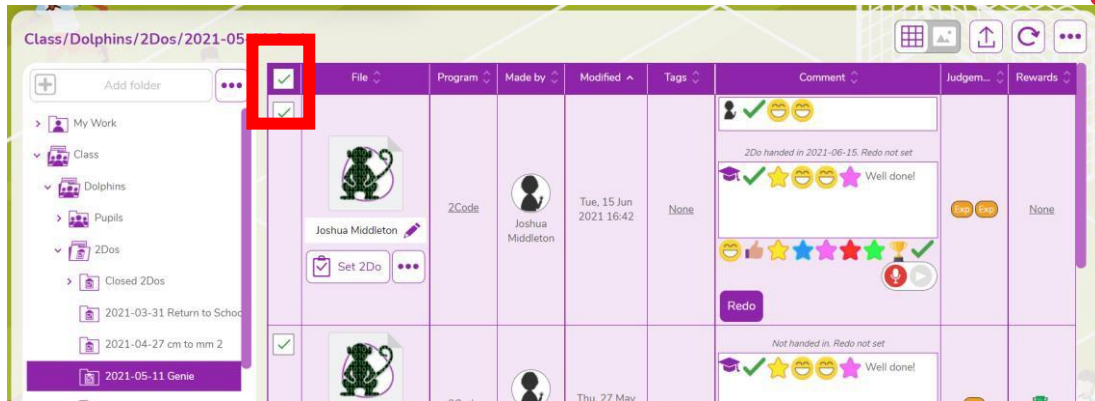 Class/Dolphins/2Dos/2021-05-
Add folder
My Work
Class
Dolphins
Pupils
2Dos
Closed 2Dos
2021-03-31 Return to Schoo
2021-04-27 cm to mm 2
2021-05-11 Genie
File Program Made by Modified Tags Comment Judgem... Rewards
2Do handed in 2021-06-15. Redo not set
Well done!
Joshua Middleton
Set 2Do
2Code
Joshua
Middleton
Tue, 15 Jun
2021 16:42
None
Exp Exp
None
Redo
Not handed in. Redo not set
Well done!
Thu, 27 May